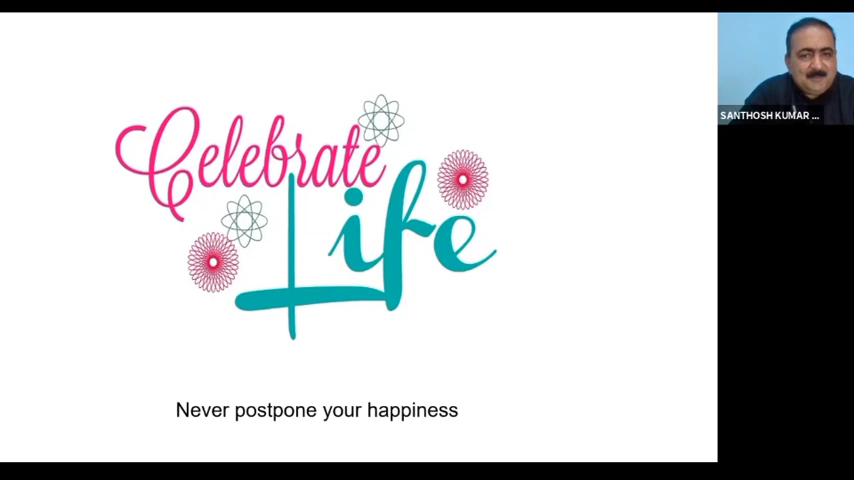 Celebrate
Life
Never postpone your happiness
SANTHOSH KUMAR ...